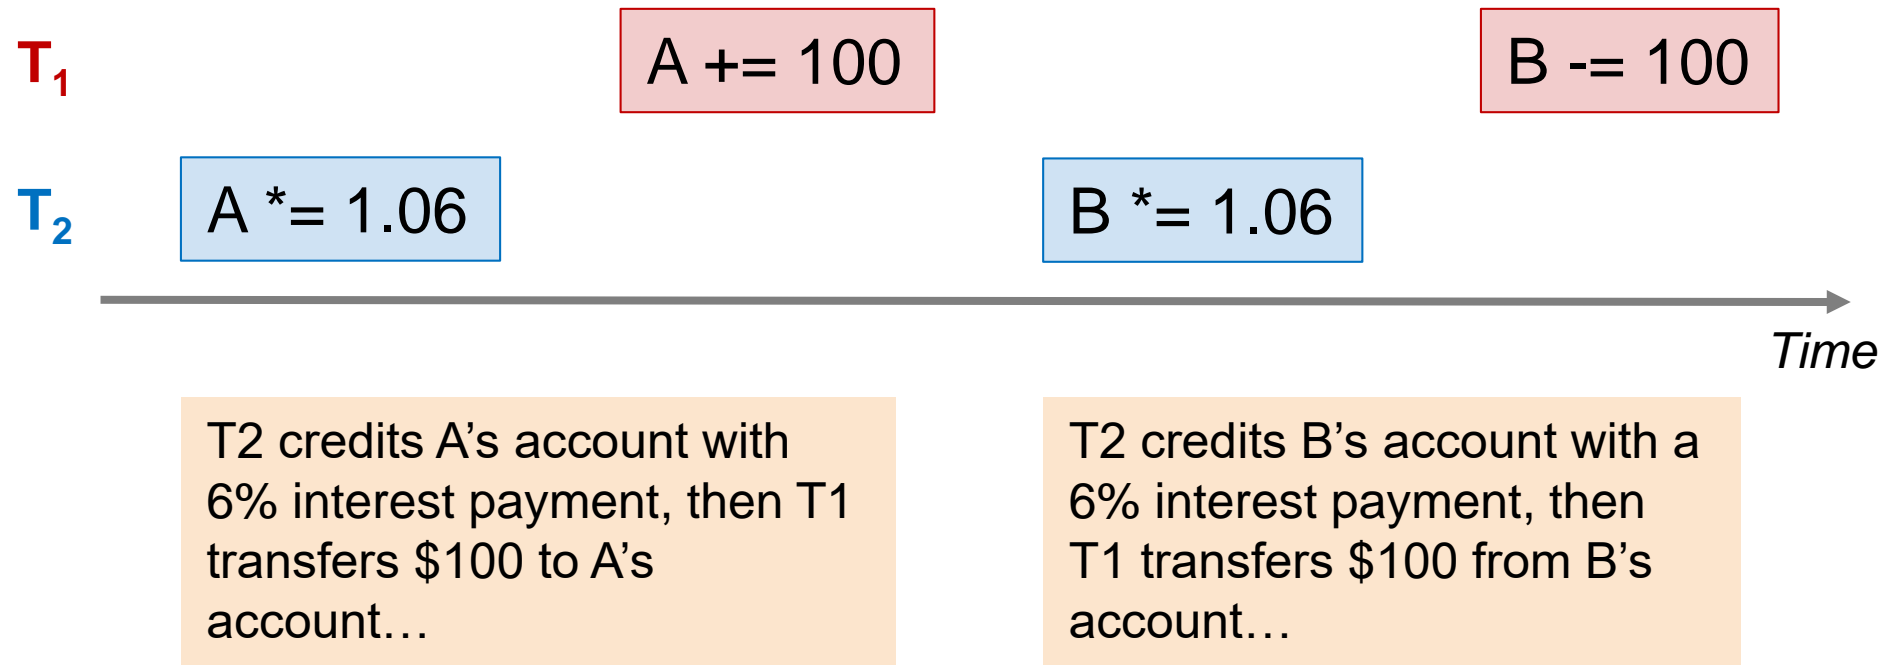 T1 A += 100 B -= 100
T2 A *= 1.06 B *= 1.06
Time
T2 credits A’s account with
6% interest payment, then T1
transfers $100 to A’s
account…
T2 credits B’s account with a
6% interest payment, then
T1 transfers $100 from B’s
account…